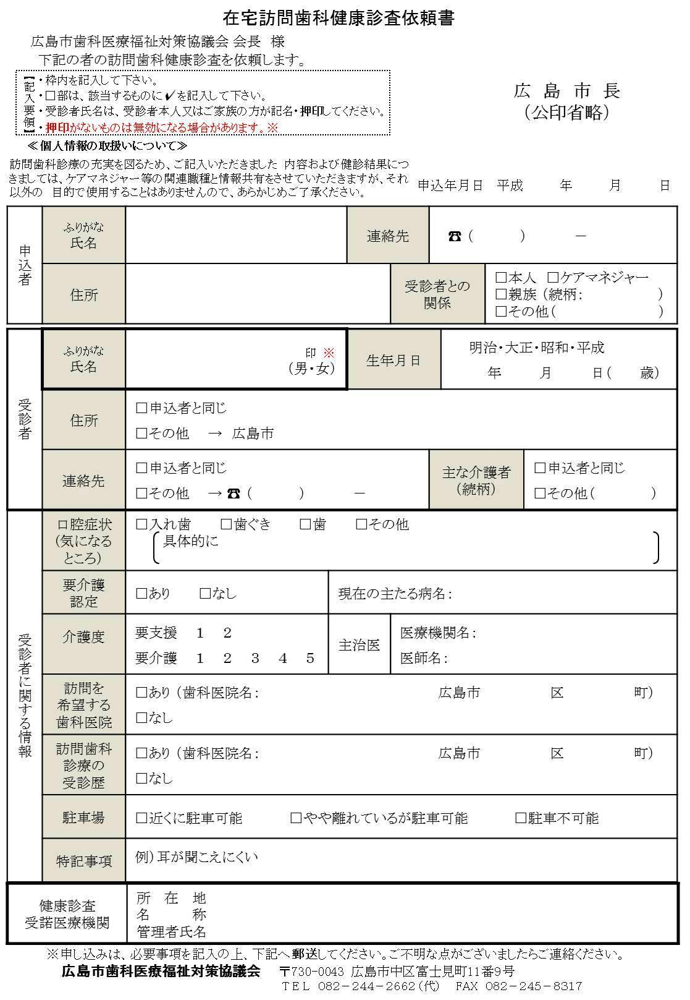 在宅訪問歯科健康診査依頼書
広島市歯科医療福祉対策協議会 会長　様
下記の者の訪問歯科健康診査を依頼します。
【記入要領】
・枠内を記入して下さい。
・□部は、該当するものに✔を記入して下さい。
・受診者氏名は、受診者本人又はご家族の方が記名・押印してください。
・押印がないものは無効になる場合があります。※
広　島　市　長
（公印省略）
≪個人情報の取扱いについて≫
訪問歯科診療の充実を図るため、ご記入いただきました　内容および健診結果につ
きましては、ケアマネジャー等の関連職種と情報共有をさせていただきますが、それ
以外の　目的で使用することはありませんので、あらかじめご了承ください。
申込年月日　平成　　　年　　　月　　　日
申込者
ふりがな
氏名
連絡先
☎（　　　　）　　　　－
住所
受診者との
関係
□本人　□ケアマネジャー
□親族（続柄：　　　　　　）
□その他（　　　　　　　　）
受診者
ふりがな
氏名
印 ※
（男・女）
生年月日
明治・大正・昭和・平成
年　　　月　　　日（　　歳）
住所
□申込者と同じ
□その他　→　広島市
連絡先
□申込者と同じ
□その他　→☎（　　　　）　　　　－
主な介護者
（続柄）
□申込者と同じ
□その他（　　　　）
受診者に関する情報
口腔症状
（気になる
ところ）
□入れ歯　　□歯ぐき　　□歯　　□その他
具体的に
要介護
認定
□あり　　□なし
現在の主たる病名：
介護度
要支援　１　２
要介護　１　２　３　４　５
主治医
医療機関名：
医師名：
訪問を
希望する
歯科医院
□あり（歯科医院名：　　　　　　　　　　　　　広島市　　　　　区　　　　　町）
□なし
訪問歯科
診療の
受診歴
□あり（歯科医院名：　　　　　　　　　　　　　広島市　　　　　区　　　　　町）
□なし
駐車場
□近くに駐車可能　　　□やや離れているが駐車可能　　　□駐車不可能
特記事項
例）耳が聞こえにくい
健康診査
受諾医療機関
所　在　地
名　　　称
管理者氏名
※申し込みは、必要事項を記入の上、下記へ郵送してください。ご不明な点がございましたらご連絡ください。
広島市歯科医療福祉対策協議会　〒730-0043 広島市中区富士見町11番9号
ＴＥＬ 082－244－2662（代）　FAX 082－245－8317